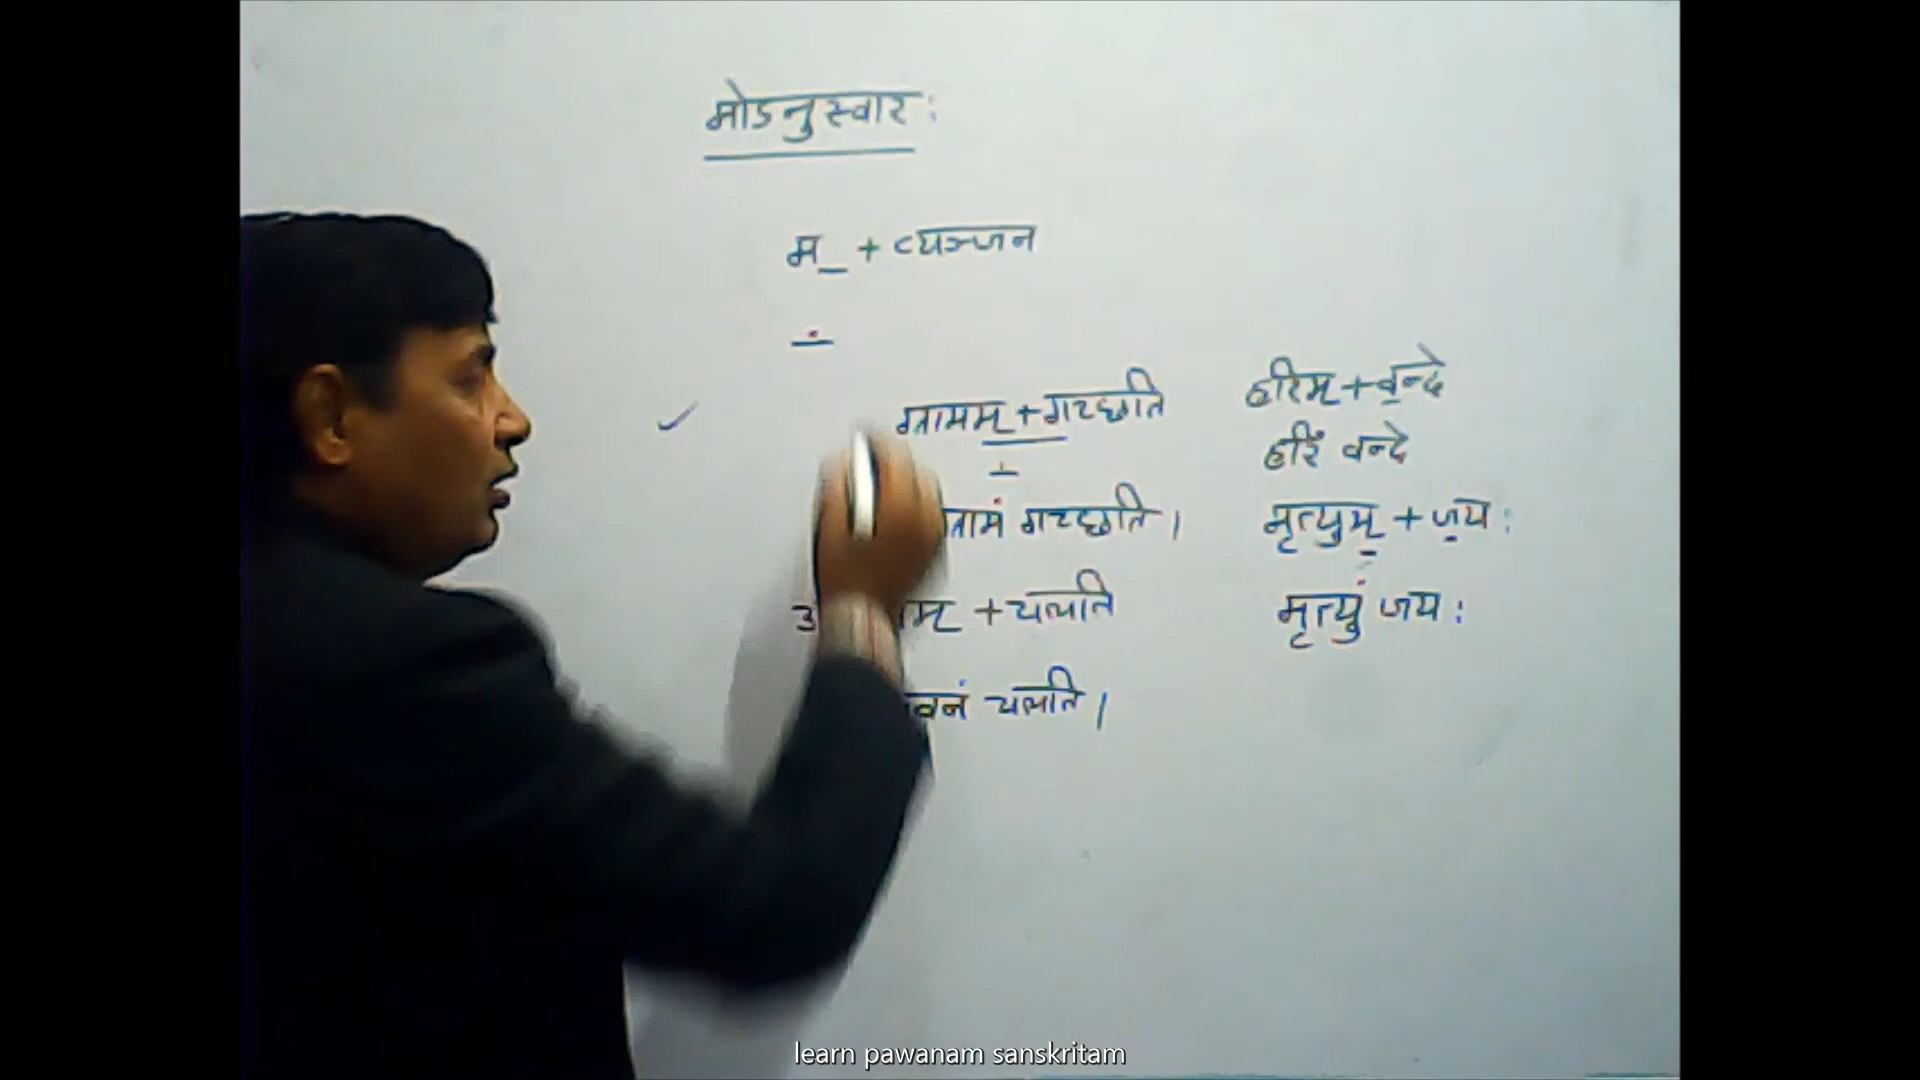 मोऽनुस्वार:
म् + व्यञ्जन
ं
ग्रामम् + गच्छति
ग्रामं गच्छति।
चलति
चलति।
हरिम् + वन्दे
हरिं वन्दे
मृत्युम् + जय:
मृत्युं जय:
learn pawanam sanskritam